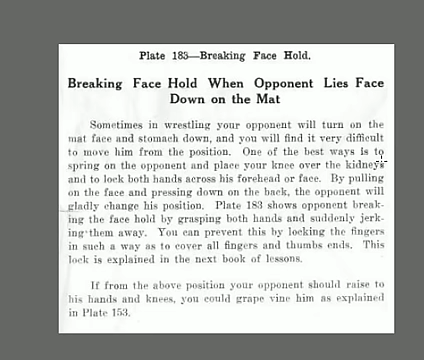 Plate 183—Breaking Face Hold.
Breaking Face Hold When Opponent Lies Face
Down on the Mat
Sometimes in wrestling your opponent will turn on the
mat face and stomach down, and you will find it very difficult
to move him from the position. One of the best ways is to
spring on the opponent and place your knee over the kidneys
and to lock both hands across his forehead or face. By pulling
on the face and pressing down on the back, the opponent will
gladly change his position. Plate 183 shows opponent break-
ing the face hold by grasping both hands and suddenly jerk-
ing them away. You can prevent this by locking the fingers
in such a way as to cover all fingers and thumbs ends. This
lock is explained in the next book of lessons.
If from the above position your opponent should raise to
his hands and knees, you could grape vine him as explained
in Plate 153.